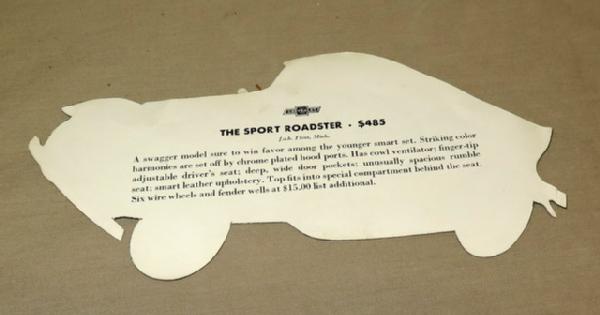 CHEVROLET
THE SPORT ROADSTER • $485
f.o.b. Flint, Mich.
A swagger model sure to win favor among the younger smart set. Striking color
harmonies are set off by chrome plated hood ports. Has cowl ventilator; finger-tip
adjustable driver's seat; deep, wide door pockets; unusually spacious rumble
seat; smart leather upholstery. Top fits into special compartment behind the seat.
Six wire wheels and fender wells at $15.00 list additional.